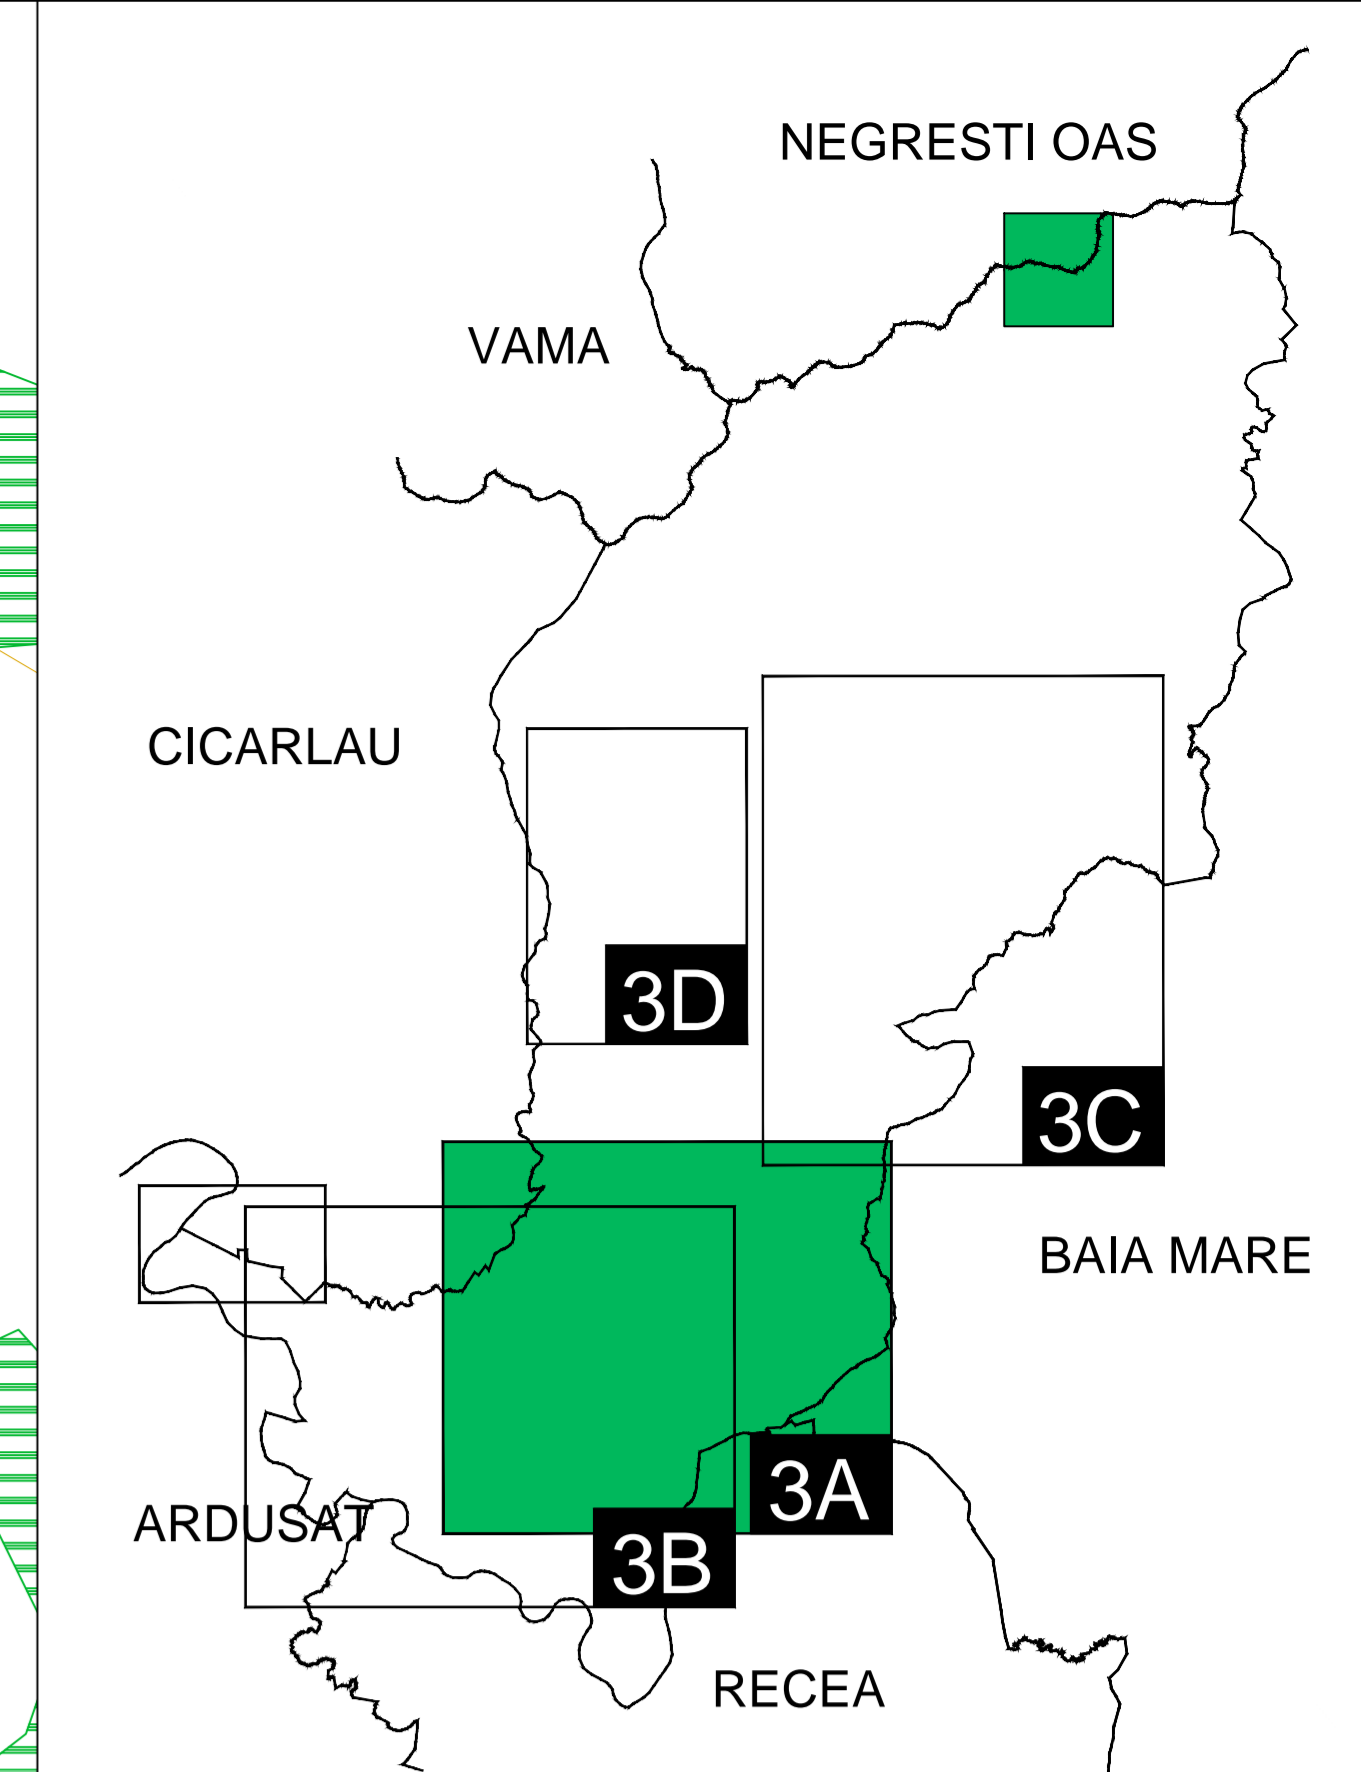 NEGRESTI OAS
VAMA
CICARLAU
3D
3C
BAIA MARE
3A
ARDUSAT
3B
RECEA